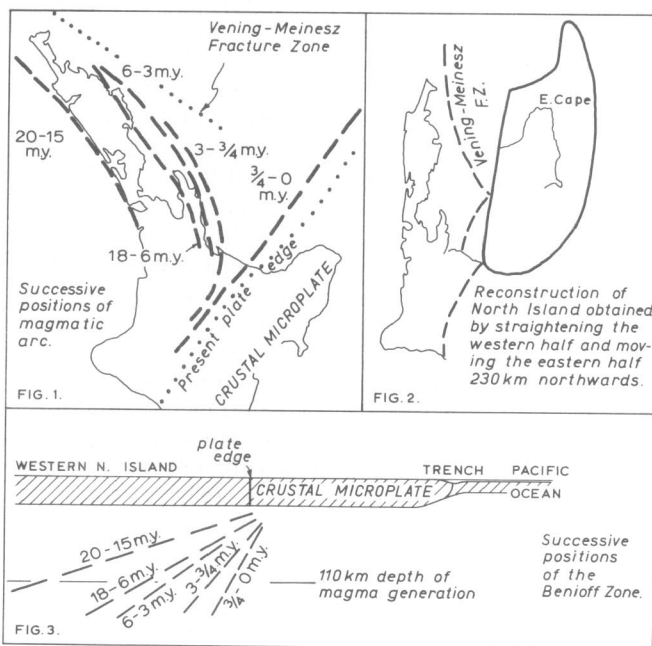 Vening-Meinesz
Fracture Zone
6-3m.y.
20-15
my.
3-¾m.y.
¾-0
m.y.
18-6m.y.
Successive
positions of
magmatic
arc.
present plate edge
CRUSTAL MICROPLATE
FIG. 1.
Vening-Meinesz
F.Z.
E. Cape
Reconstruction of
North Island obtained
by straightening the
western half and mov-
ing the eastern half
230km northwards.
FIG. 2.
plate
edge
WESTERN N. ISLAND
TRENCH
PACIFIC
CRUSTAL MICROPLATE
OCEAN
20-15m.y.
18-6m.y.
6-3m.y.
3-¾m.y.
¾-0m.y.
110km depth of
magma generation
Successive
positions
of the
Benioff Zone.
FIG. 3.